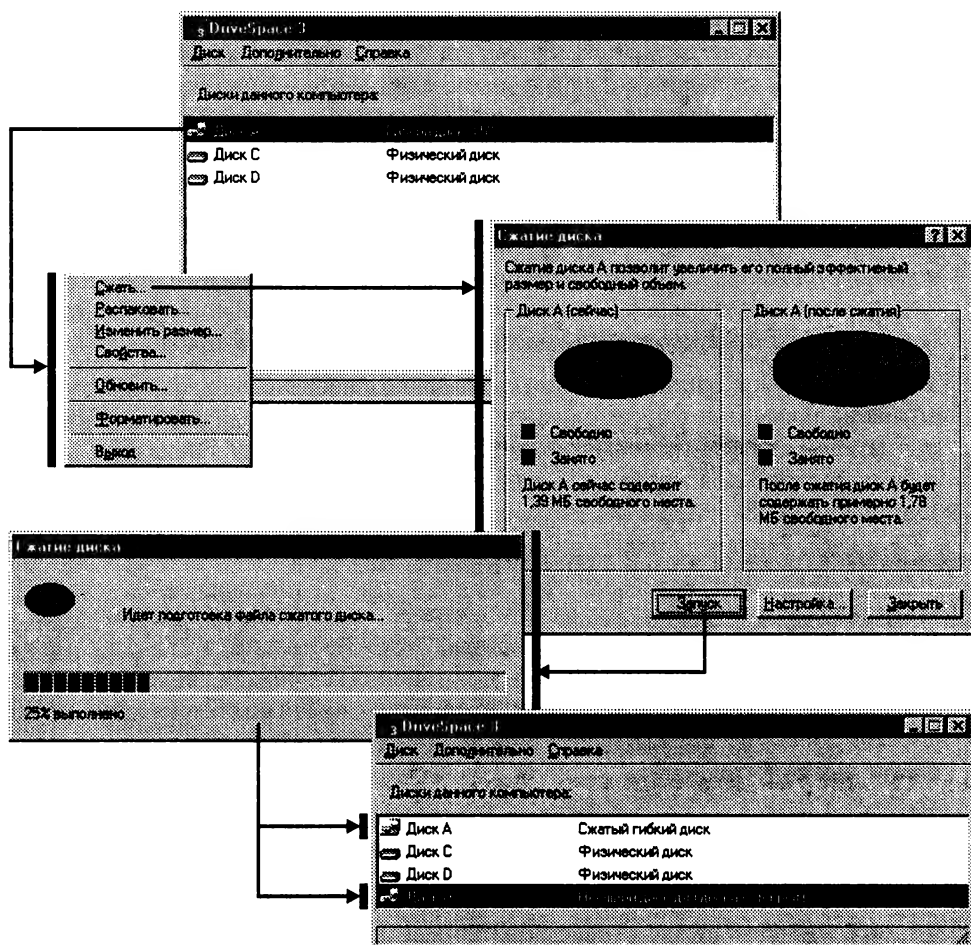 DriveSpace 3
Диск Дополнительно Справка
Диски данного компьютера:
Диск C Физический диск
Диск D Физический диск
Сжать...
Распаковать...
Изменить размер...
Свойства...
Обновить...
Форматировать...
Выход
Сжатие диска
Сжатие диска A позволит увеличить его полный эффективный
размер и свободный объем.
Диск A (сейчас)
Свободно
Занято
Диск A сейчас содержит
1,39 МБ свободного места.
Диск A (после сжатия)
Свободно
Занято
После сжатия диск A будет
содержать примерно 1,78
МБ свободного места.
Запуск Настройка... Закрыть
Сжатие диска
Идет подготовка файла сжатого диска...
25% выполнено
DriveSpace 3
Диск Дополнительно Справка
Диски данного компьютера:
Диск A Сжатый гибкий диск
Диск C Физический диск
Диск D Физический диск